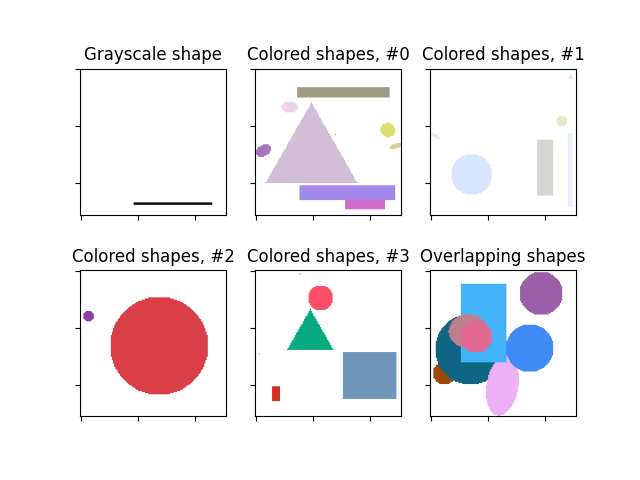 Grayscale shape
Colored shapes, #0
Colored shapes, #1
Colored shapes, #2
Colored shapes, #3
Overlapping shapes